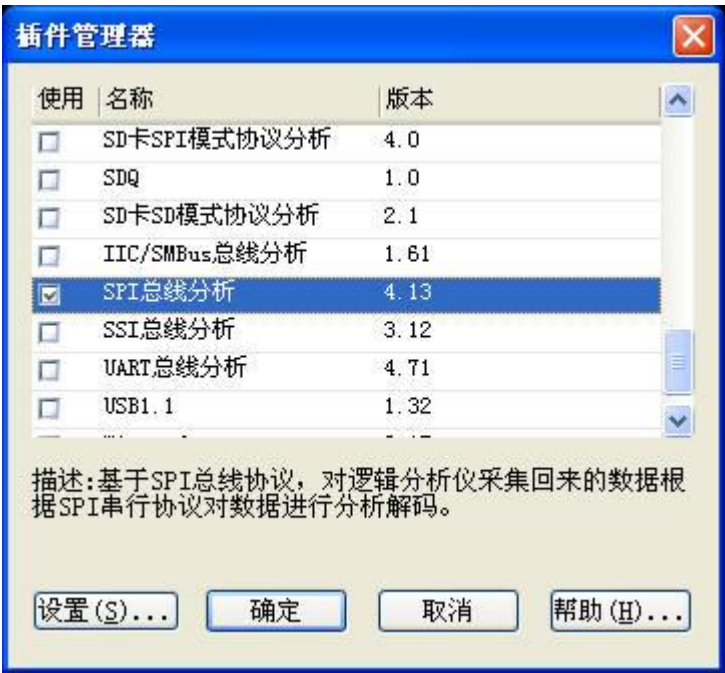 插件管理器
使用 名称 版本
SD卡SPI模式协议分析 4.0
SDQ 1.0
SD卡SD模式协议分析 2.1
IIC/SMBus总线分析 1.61
SPI总线分析 4.13
SSI总线分析 3.12
UART总线分析 4.71
USB1.1 1.32
描述:基于SPI总线协议，对逻辑分析仪采集回来的数据根
据SPI串行协议对数据进行分析解码。
设置(S)... 确定 取消 帮助(H)...